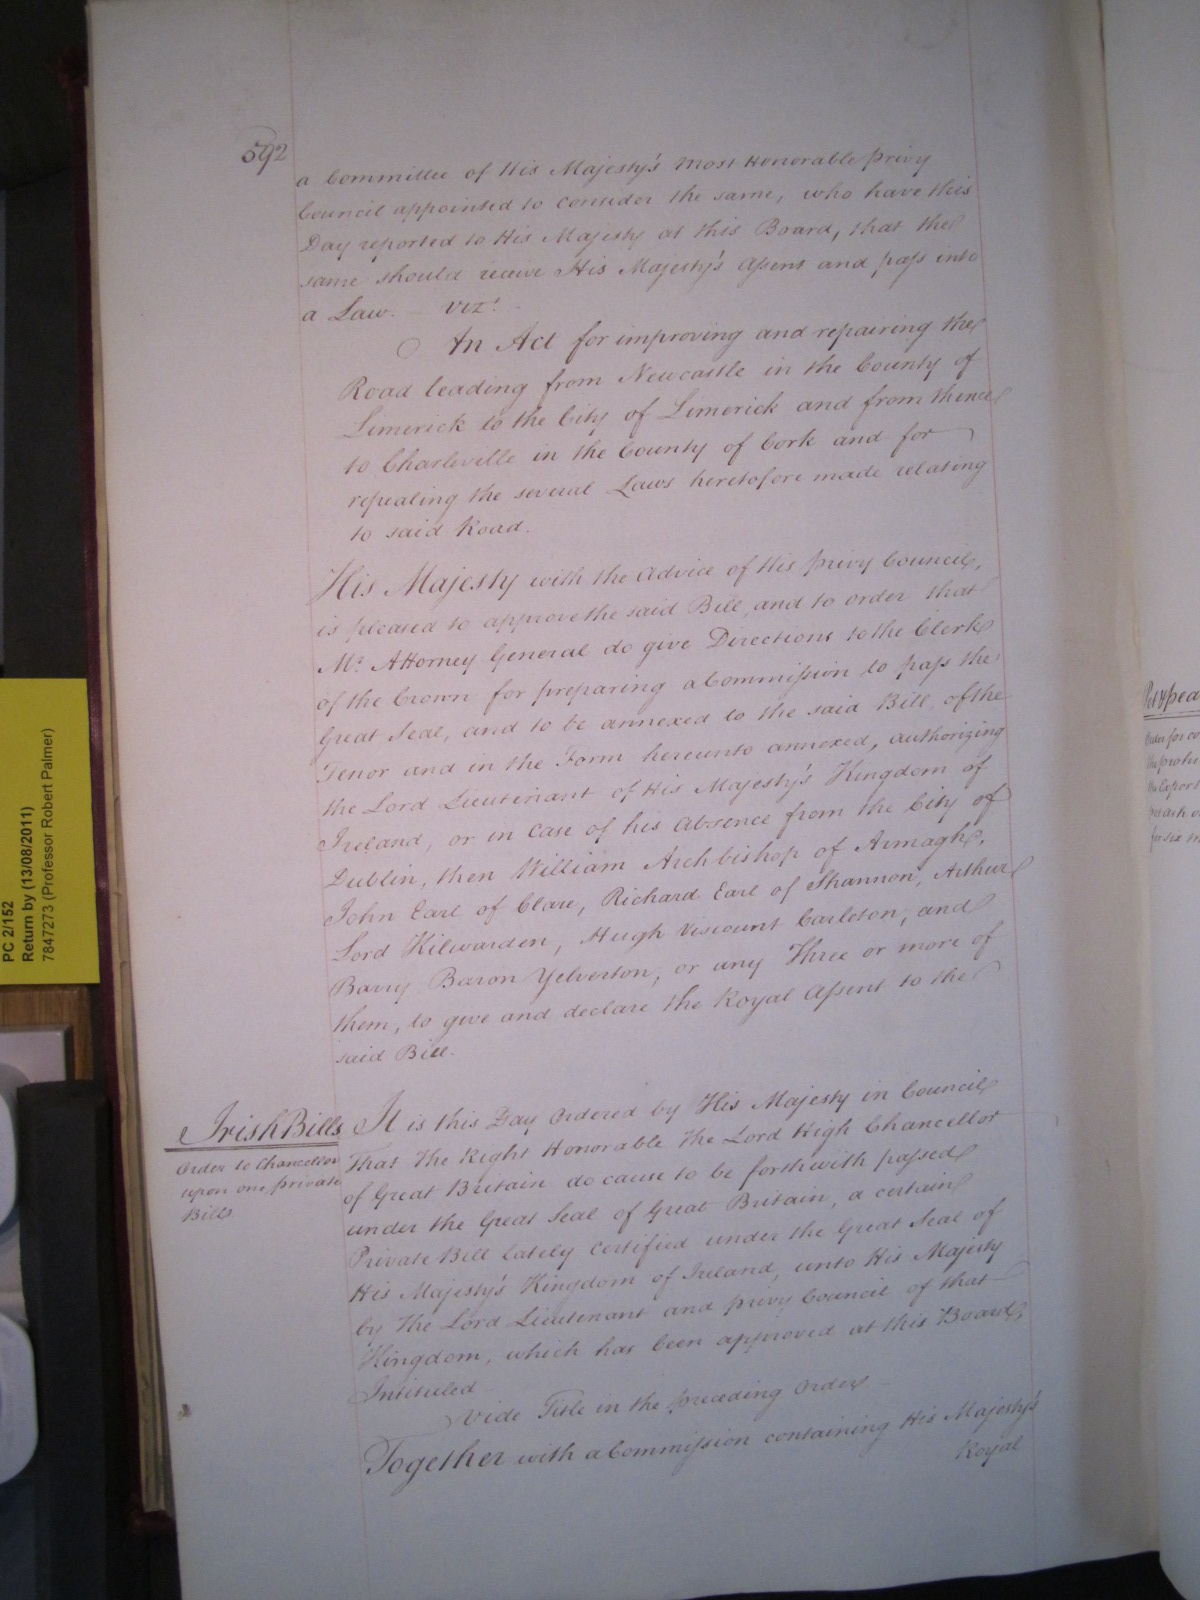 592
a Committee of His Majesty's most Honorable privy
Council appointed to consider the same, who have this
Day reported to His Majesty at this Board, that the
same should receive His Majesty's Assent and pass into
a Law. Vizt.
An Act for improving and repairing the
Road leading from Newcastle in the County of
Limerick to the City of Limerick and from thence
to Charleville in the County of Cork and for
repealing the several Laws heretofore made relating
to said Road.
His Majesty with the Advice of His privy Council,
is pleased to approve the said Bill, and to order that
Mr. Attorney General do give Directions to the Clerk
of the Crown for preparing a Commission to pass the
Great Seal, and to be annexed to the said Bill, of the
Tenor and in the Form hereunto annexed, authorizing
the Lord Lieutenant of His Majesty's Kingdom of
Ireland, or in case of his Absence from the City of
Dublin, then William Archbishop of Armagh,
John Earl of Clare, Richard Earl of Shannon, Arthur
Lord Kilwarden, Hugh Viscount Carleton, and
Barry Baron Yelverton, or any Three or more of
them, to give and declare the Royal Assent to the
said Bill.
Irish Bills
Order to Chancellor
upon one private
Bill
It is this Day Ordered by His Majesty in Council
That The Right Honorable The Lord High Chancellor
of Great Britain do cause to be forthwith passed
under the Great Seal of Great Britain, a certain
Private Bill lately certified under the Great Seal of
His Majesty's Kingdom of Ireland, unto His Majesty
by The Lord Lieutenant and privy Council of that
Kingdom, which has been approved at this Board,
Intituled
Vide Title in the preceding Order
Together with a Commission containing His Majesty's
Royal
PC 2/152
Return by (13/08/2011)
7847273 (Professor Robert Palmer)